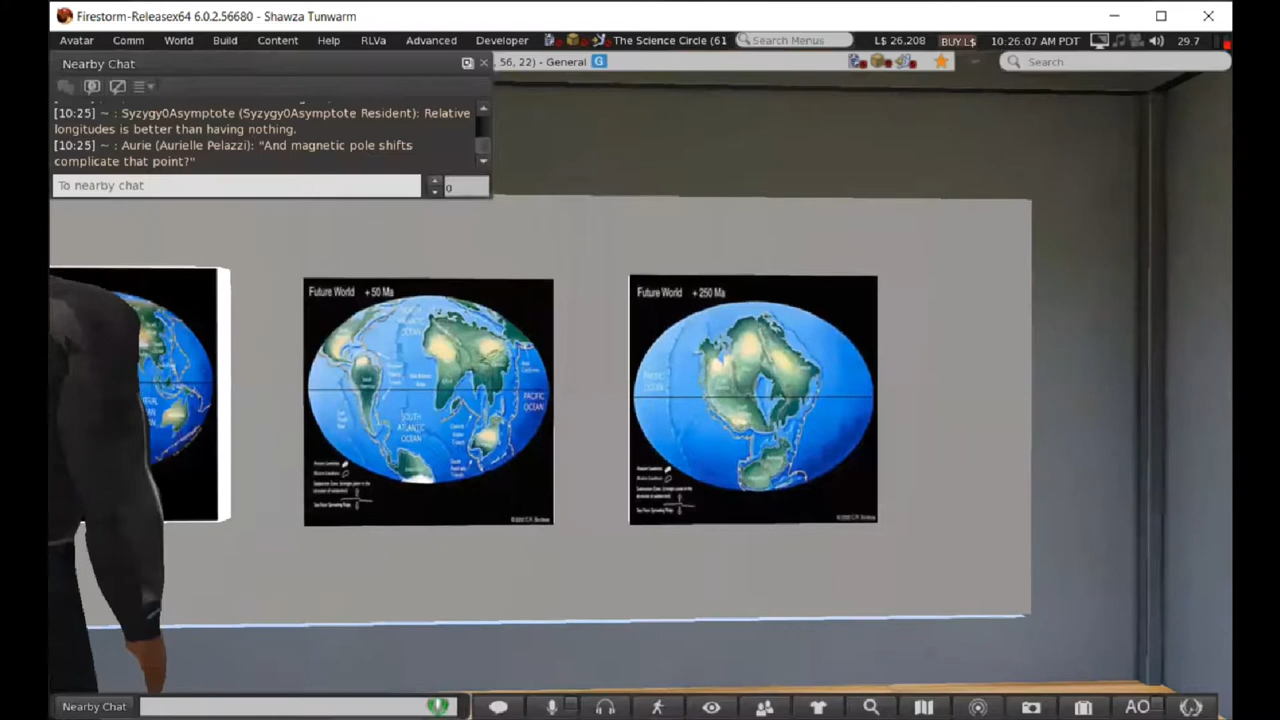 Firestorm-Releasex64 6.0.2.56680 - Shawza Tunwarm
Avatar Comm World Build Content Help RLVa Advanced Developer The Science Circle (61 Search Menus L$ 26,208 BUY L$ 10:26:07 AM PDT 29.7
Nearby Chat , 56, 22) - General G Search
[10:25] ~ : Syzygy0Asymptote (Syzygy0Asymptote Resident): Relative
longitudes is better than having nothing.
[10:25] ~ : Aurie (Aurielle Pelazzi): "And magnetic pole shifts
complicate that point?"
To nearby chat 0
Future World +50 Ma
Future World +250 Ma
PACIFIC
OCEAN
SOUTH
ATLANTIC
OCEAN
PACIFIC
OCEAN
Nearby Chat AO